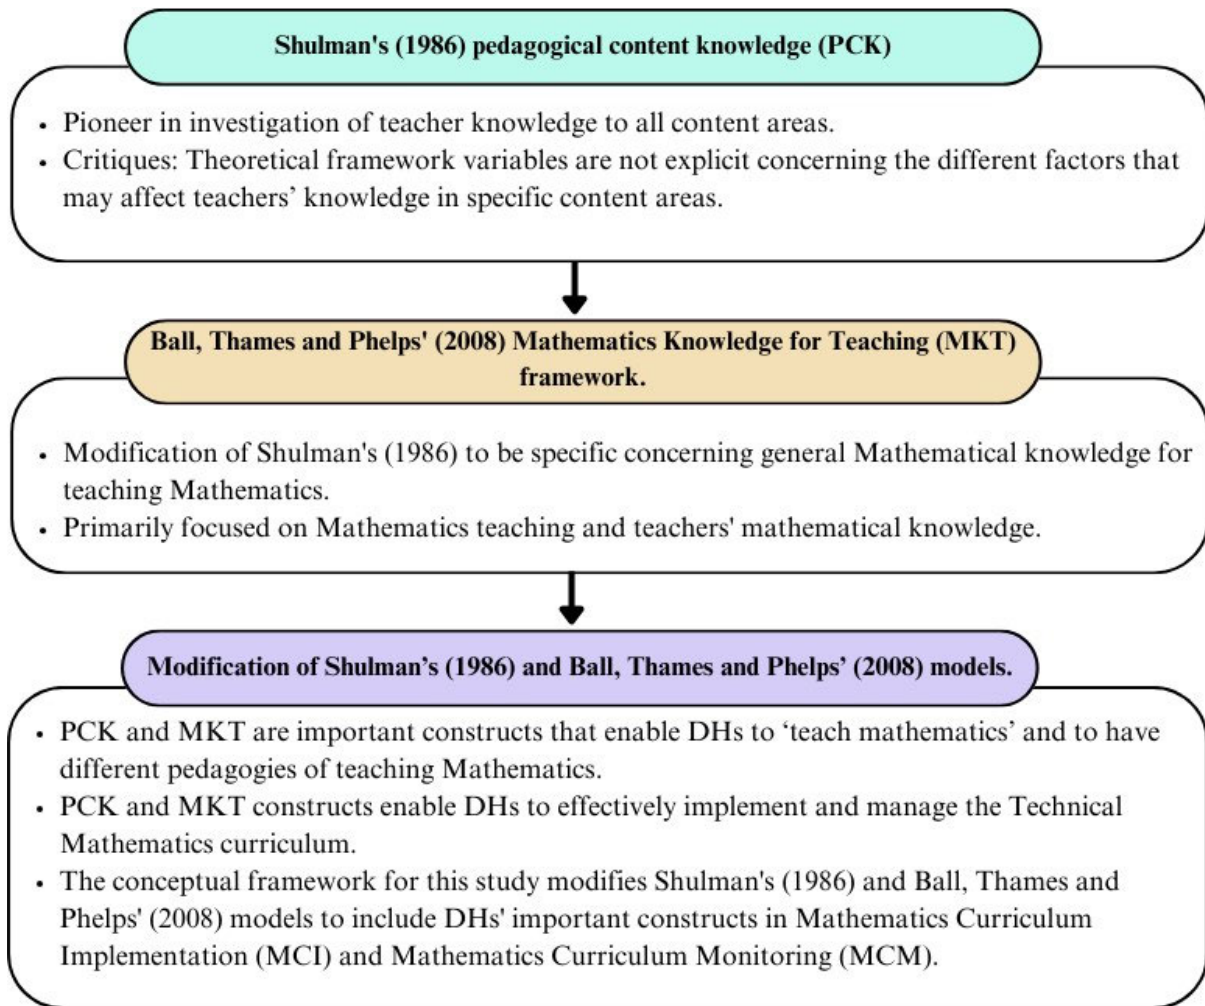 Shulman's (1986) pedagogical content knowledge (PCK)
• Pioneer in investigation of teacher knowledge to all content areas.
• Critiques: Theoretical framework variables are not explicit concerning the different factors that
may affect teachers’ knowledge in specific content areas.
Ball, Thames and Phelps' (2008) Mathematics Knowledge for Teaching (MKT)
framework.
• Modification of Shulman's (1986) to be specific concerning general Mathematical knowledge for
teaching Mathematics.
• Primarily focused on Mathematics teaching and teachers' mathematical knowledge.
Modification of Shulman’s (1986) and Ball, Thames and Phelps’ (2008) models.
• PCK and MKT are important constructs that enable DHs to ‘teach mathematics’ and to have
different pedagogies of teaching Mathematics.
• PCK and MKT constructs enable DHs to effectively implement and manage the Technical
Mathematics curriculum.
• The conceptual framework for this study modifies Shulman's (1986) and Ball, Thames and
Phelps' (2008) models to include DHs' important constructs in Mathematics Curriculum
Implementation (MCI) and Mathematics Curriculum Monitoring (MCM).